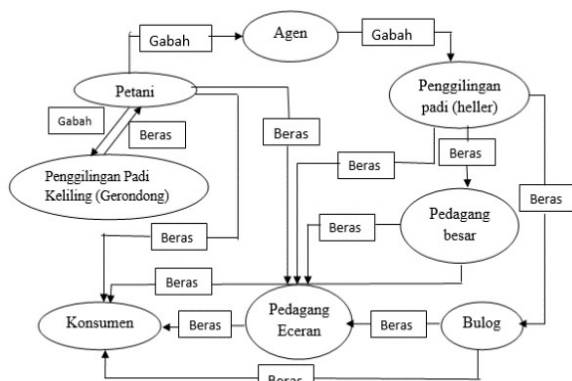 Gabah
Agen
Gabah
Petani
Penggilingan
padi (heller)
Gabah
Beras
Beras
Beras
Beras
Penggilingan Padi
Keliling (Gerondong)
Beras
Pedagang
besar
Beras
Beras
Beras
Konsumen
Beras
Pedagang
Eceran
Beras
Bulog
Beras